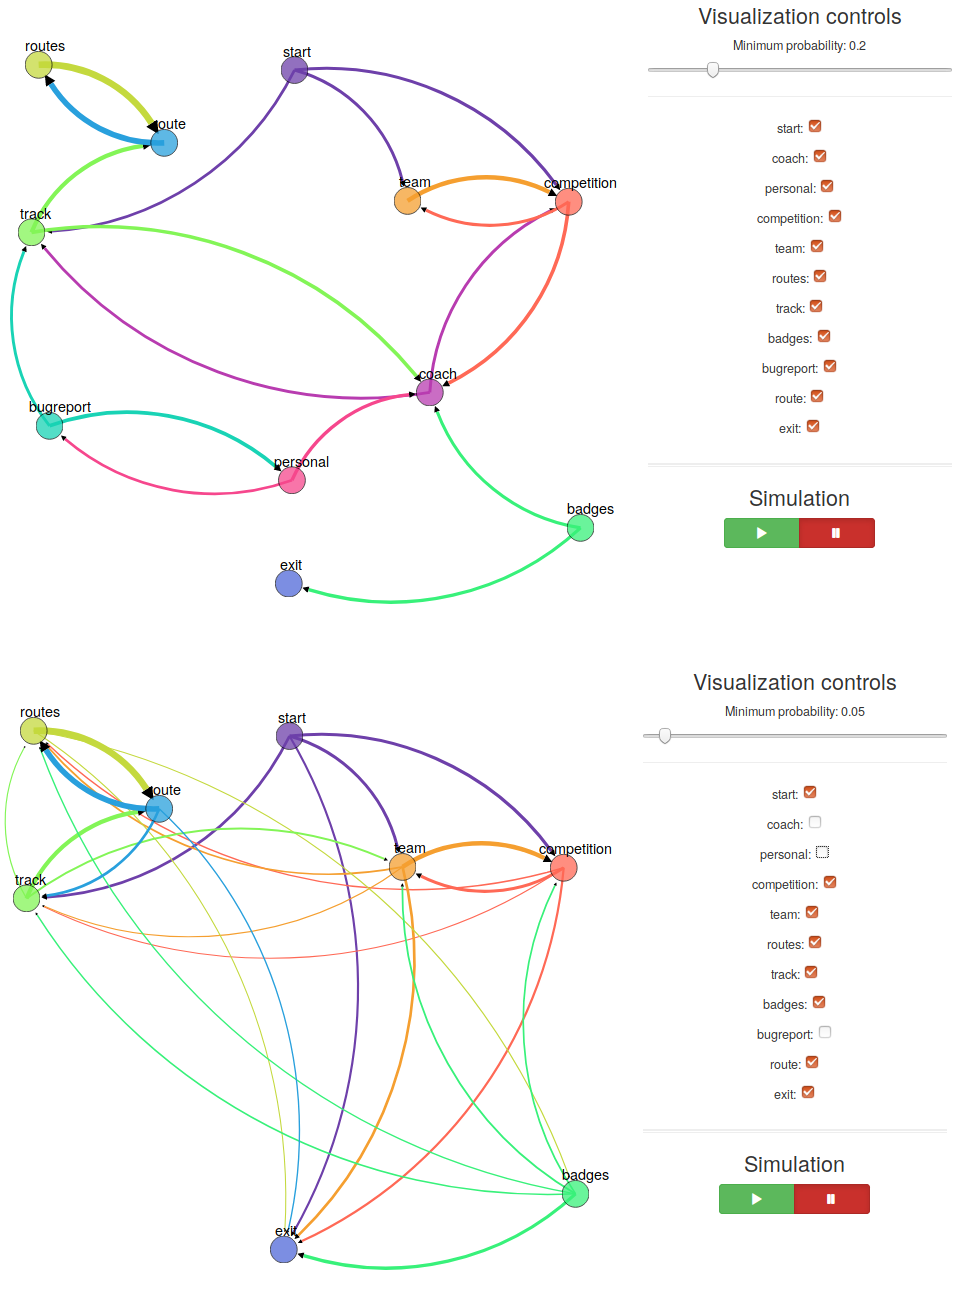 Visualization controls
Minimum probability: 0.2
routes
start
route
team
competition
track
coach
bugreport
personal
badges
exit
start:
coach:
personal:
competition:
team:
routes:
track:
badges:
bugreport:
route:
exit:
Simulation
Visualization controls
Minimum probability: 0.05
routes
start
route
team
competition
track
badges
exit
start:
coach:
personal:
competition:
team:
routes:
track:
badges:
bugreport:
route:
exit:
Simulation